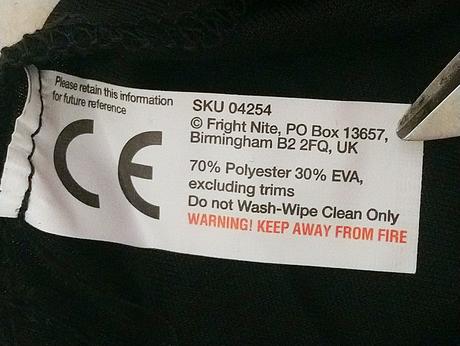 Please retain this information
for future reference
CE
SKU 04254
© Fright Nite, PO Box 13657,
Birmingham B2 2FQ, UK
70% Polyester 30% EVA,
excluding trims
Do not Wash-Wipe Clean Only
WARNING! KEEP AWAY FROM FIRE